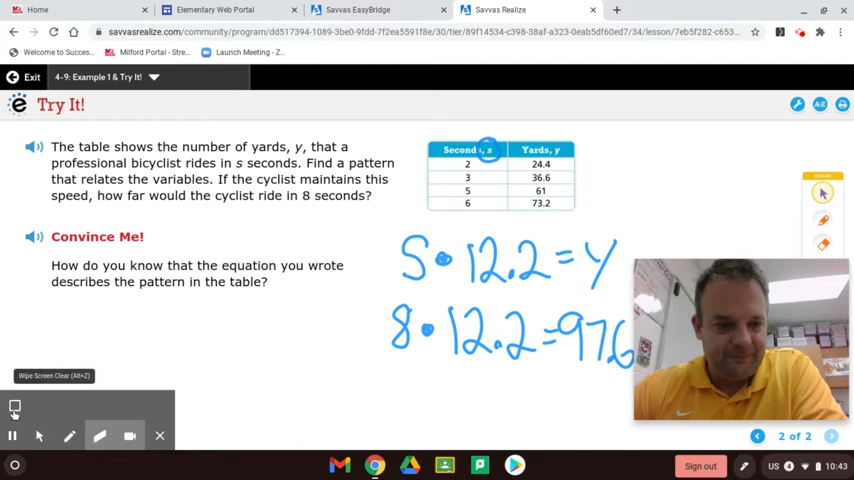 Home
Elementary Web Portal
Savvas EasyBridge
Savvas Realize
savvasrealize.com/community/program/dd517394-1089-3be0-9fdd-7f2ea5591f8e/30/tier/89f14534-c398-38af-a323-0eab5df60ed7/34/lesson/7eb5f282-c653...
Welcome to Succes...
Milford Portal - Str...
Launch Meeting - Z...
Exit
4-9: Example 1 & Try It!
Try It!
A-Z
The table shows the number of yards, y, that a
professional bicyclist rides in s seconds. Find a pattern
that relates the variables. If the cyclist maintains this
speed, how far would the cyclist ride in 8 seconds?
Convince Me!
How do you know that the equation you wrote
describes the pattern in the table?
Seconds, s Yards, y
2 24.4
3 36.6
5 61
6 73.2
S • 12.2 = y
8 • 12.2 = 976
Wipe Screen Clear (Alt+Z)
2 of 2
Sign out
US 4 10:43